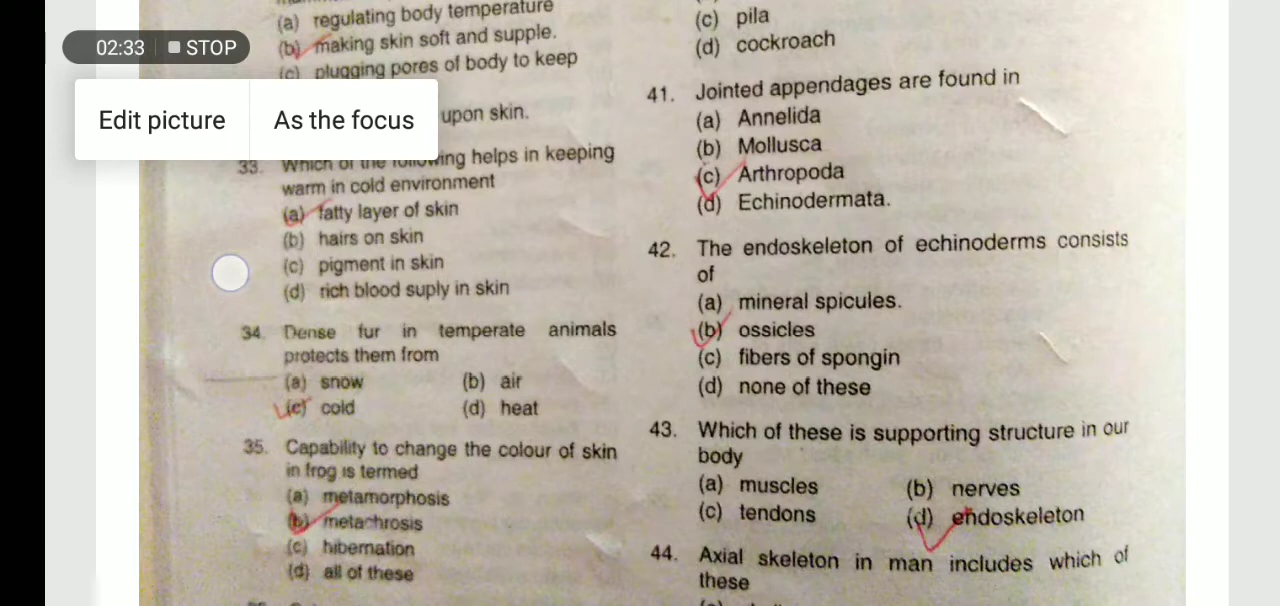 (a) regulating body temperature
(b) making skin soft and supple.
(c) plugging pores of body to keep
upon skin.
02:33 STOP
Edit picture As the focus
33. Which of the following helps in keeping
warm in cold environment
(a) fatty layer of skin
(b) hairs on skin
(c) pigment in skin
(d) rich blood suply in skin
34. Dense fur in temperate animals
protects them from
(a) snow (b) air
(c) cold (d) heat
35. Capability to change the colour of skin
in frog is termed
(a) metamorphosis
(b) metachrosis
(c) hibernation
(d) all of these
(c) pila
(d) cockroach
41. Jointed appendages are found in
(a) Annelida
(b) Mollusca
(c) Arthropoda
(d) Echinodermata.
42. The endoskeleton of echinoderms consists
of
(a) mineral spicules.
(b) ossicles
(c) fibers of spongin
(d) none of these
43. Which of these is supporting structure in our
body
(a) muscles (b) nerves
(c) tendons (d) endoskeleton
44. Axial skeleton in man includes which of
these